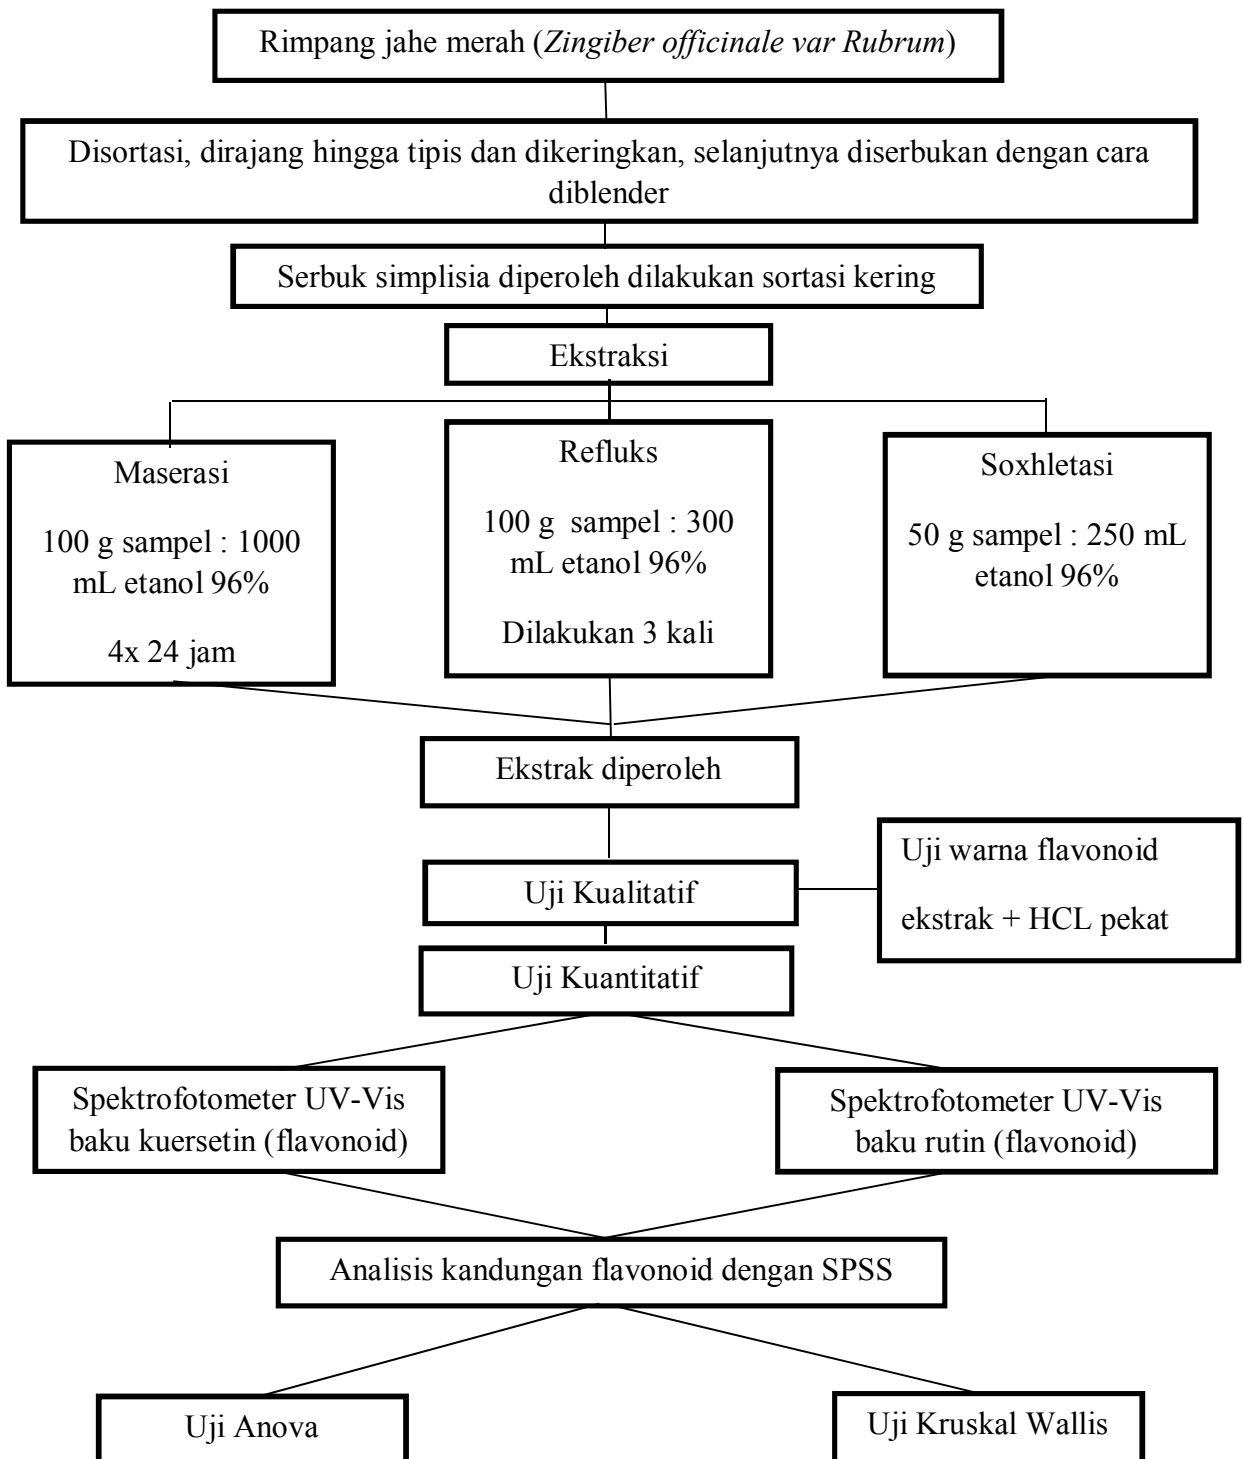 Rimpang jahe merah (Zingiber officinale var Rubrum)
Disortasi, dirajang hingga tipis dan dikeringkan, selanjutnya diserbukan dengan cara
diblender
Serbuk simplisia diperoleh dilakukan sortasi kering
Ekstraksi
Maserasi
100 g sampel : 1000
mL etanol 96%
4x 24 jam
Refluks
100 g sampel : 300
mL etanol 96%
Dilakukan 3 kali
Soxhletasi
50 g sampel : 250 mL
etanol 96%
Ekstrak diperoleh
Uji Kualitatif
Uji warna flavonoid
ekstrak + HCL pekat
Uji Kuantitatif
Spektrofotometer UV-Vis
baku kuersetin (flavonoid)
Spektrofotometer UV-Vis
baku rutin (flavonoid)
Analisis kandungan flavonoid dengan SPSS
Uji Anova
Uji Kruskal Wallis